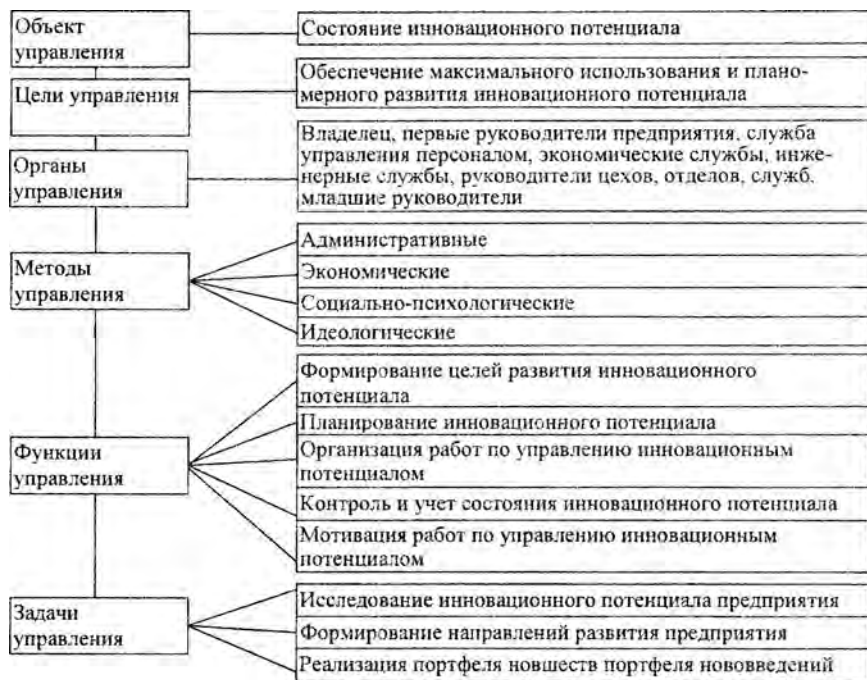 Объект
управления
Состояние инновационного потенциала
Цели управления
Обеспечение максимального использования и плано-
мерного развития инновационного потенциала
Органы
управления
Владелец, первые руководители предприятия, служба
управления персоналом, экономические службы, инже-
нерные службы, руководители цехов, отделов, служб,
младшие руководители
Методы
управления
Административные
Экономические
Социально-психологические
Идеологические
Функции
управления
Формирование целей развития инновационного
потенциала
Планирование инновационного потенциала
Организация работ по управлению инновационным
потенциалом
Контроль и учет состояния инновационного потенциала
Мотивация работ по управлению инновационным
потенциалом
Задачи
управления
Исследование инновационного потенциала предприятия
Формирование направлений развития предприятия
Реализация портфеля новшеств портфеля нововведений